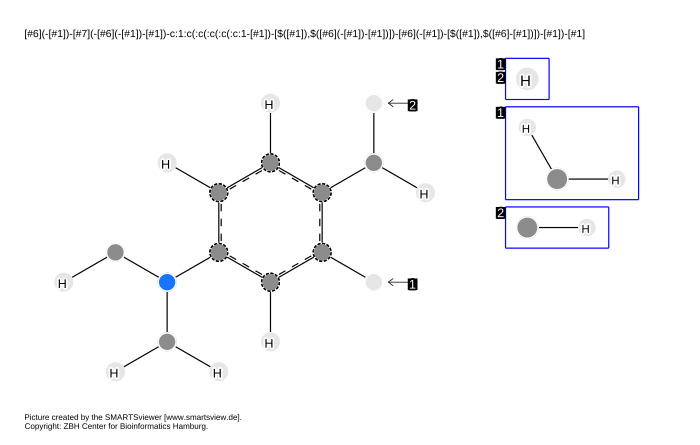 [#6](-[#1])-[#7](-[#6](-[#1])-[#1])-c:1:c(:c(:c(:c(:c:1-[#1])-[$([#1]),$([#6](-[#1])-[#1])])-[#6](-[#1])-[$([#1]),$([#6]-[#1])])-[#1])-[#1]
1
2
H
1
H
H
2
H
H
2
H
H
H
1
H
H
H
Picture created by the SMARTSviewer [www.smartsview.de].
Copyright: ZBH Center for Bioinformatics Hamburg.